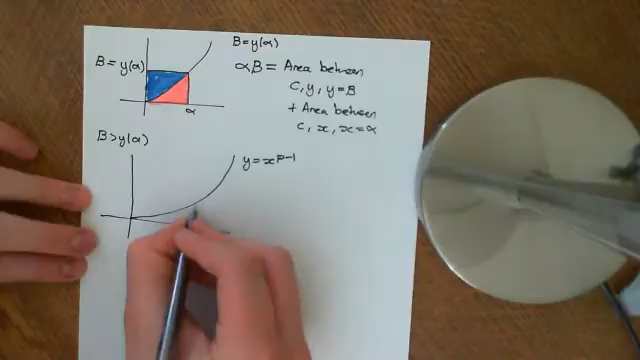 B=y(α)
B=y(α)
αB= Area between
C, y, y=B
+ Area between
C, x, x=α
α
B>y(α)
y=x^{p-1}